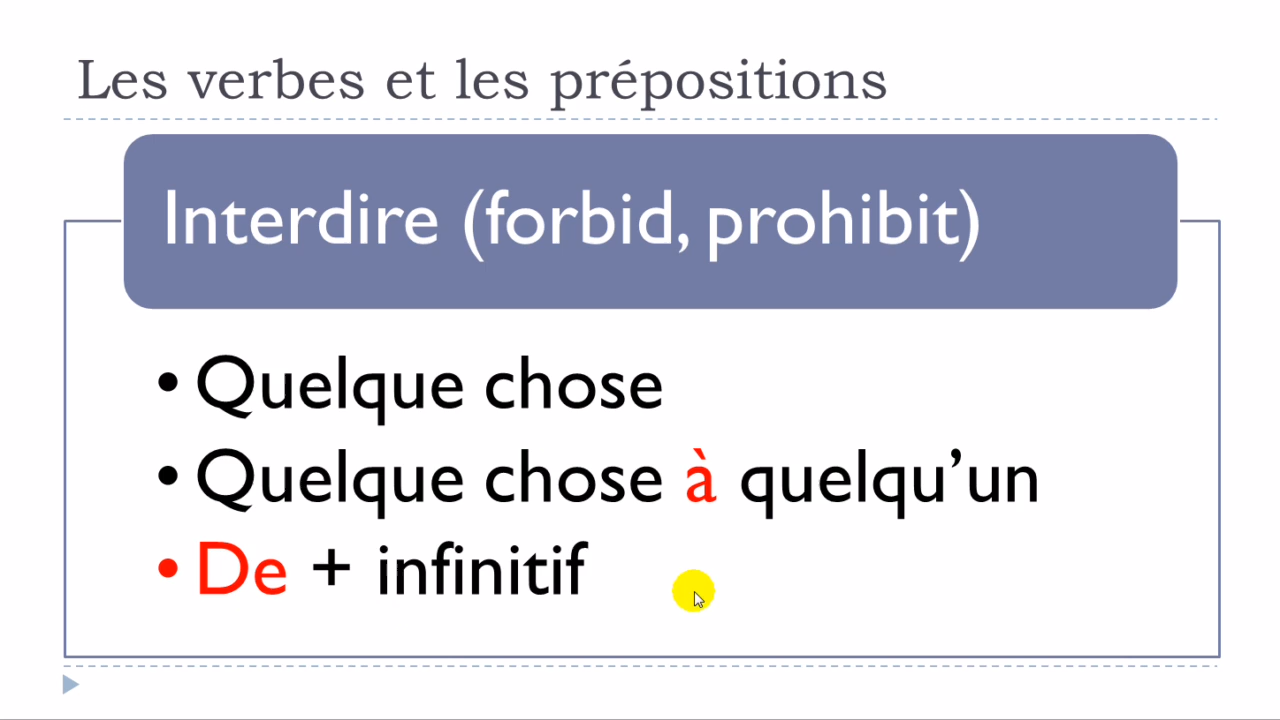 Les verbes et les prépositions
Interdire (forbid, prohibit)
• Quelque chose
• Quelque chose à quelqu’un
• De + infinitif